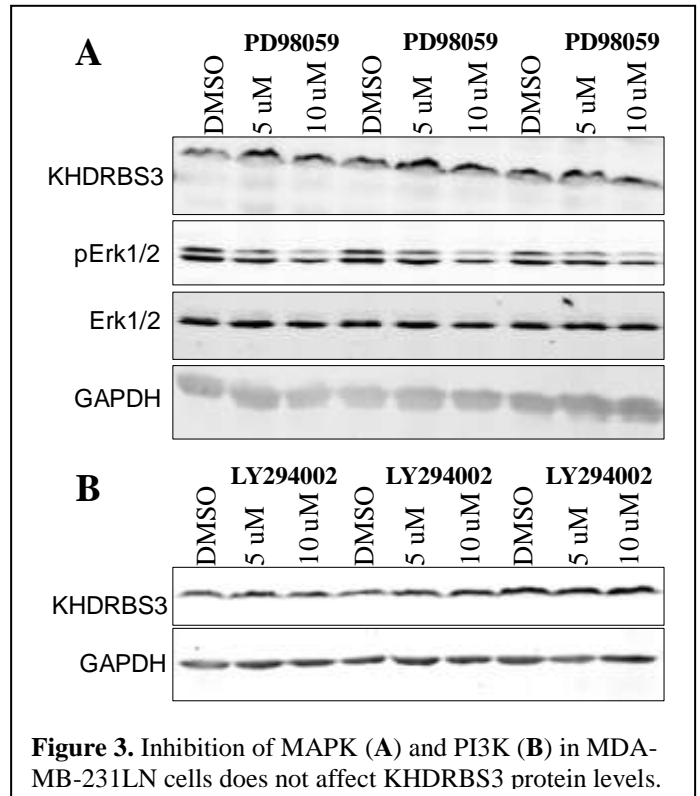 A
PD98059 PD98059 PD98059
DMSO 5 uM 10 uM DMSO 5 uM 10 uM DMSO 5 uM 10 uM
KHDRBS3
pErk1/2
Erk1/2
GAPDH
B
LY294002 LY294002 LY294002
DMSO 5 uM 10 uM DMSO 5 uM 10 uM DMSO 5 uM 10 uM
KHDRBS3
GAPDH
Figure 3. Inhibition of MAPK (A) and PI3K (B) in MDA-
MB-231LN cells does not affect KHDRBS3 protein levels.